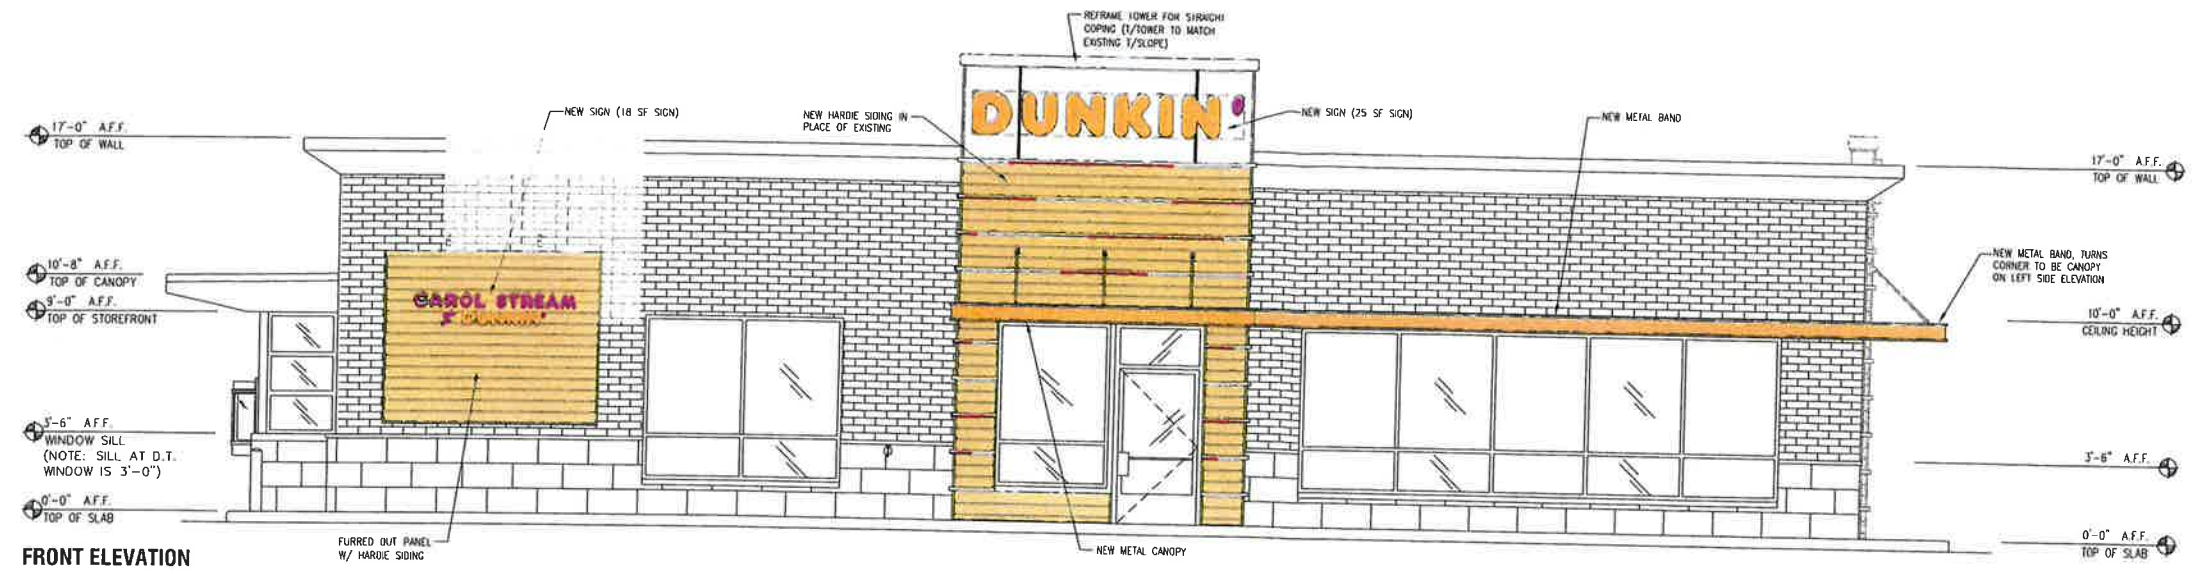 REFRAME TOWER FOR STRAIGHT
COPING (T/TOWER TO MATCH
EXISTING T/SLOPE)
DUNKIN'
NEW SIGN (18 SF SIGN)
NEW HARDIE SIDING IN
PLACE OF EXISTING
NEW SIGN (25 SF SIGN)
NEW METAL BAND
17'-0" A.F.F.
TOP OF WALL
17'-0" A.F.F.
TOP OF WALL
10'-8" A.F.F.
TOP OF CANOPY
9'-0" A.F.F.
TOP OF STOREFRONT
CAROL STREAM
DUNKIN'
NEW METAL BAND, TURNS
CORNER TO BE CANOPY
ON LEFT SIDE ELEVATION
10'-0" A.F.F.
CEILING HEIGHT
3'-6" A.F.F.
WINDOW SILL
(NOTE: SILL AT D.T.
WINDOW IS 3'-0")
3'-6" A.F.F.
0'-0" A.F.F.
TOP OF SLAB
0'-0" A.F.F.
TOP OF SLAB
FURRED OUT PANEL
W/ HARDIE SIDING
NEW METAL CANOPY
FRONT ELEVATION